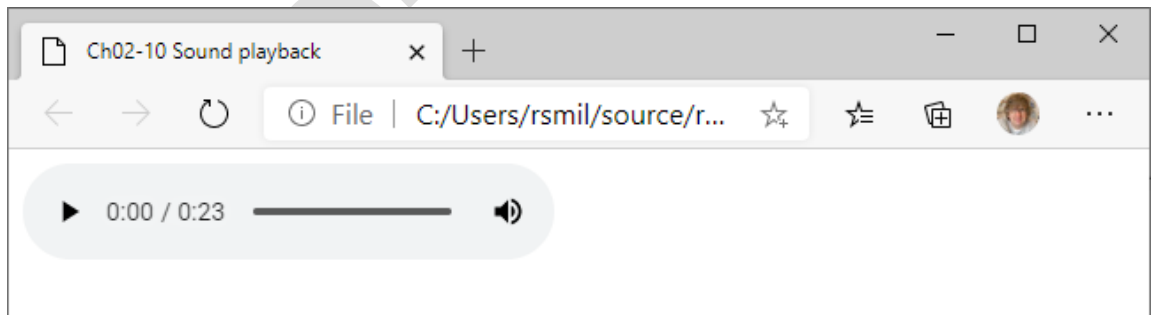 Ch02-10 Sound playback
File | C:/Users/rsmil/source/r...
0:00 / 0:23